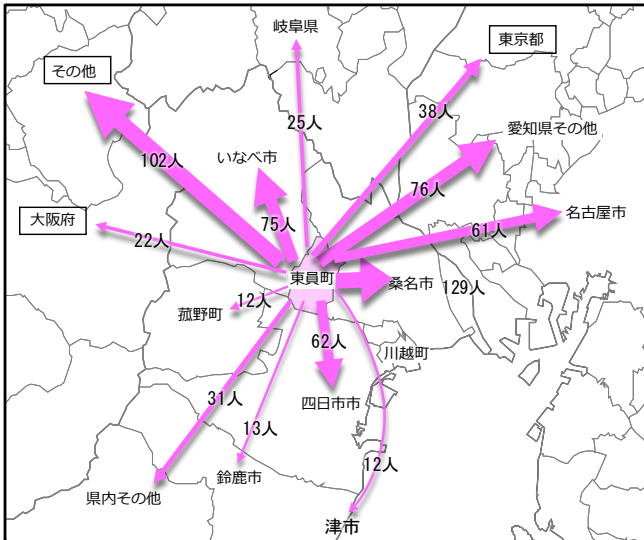 岐阜県
東京都
その他
25人
38人
愛知県その他
102人
いなべ市
76人
75人
61人
名古屋市
大阪府
22人
東員町
桑名市
129人
12人
菰野町
62人
川越町
31人
四日市市
13人
12人
鈴鹿市
県内その他
津市